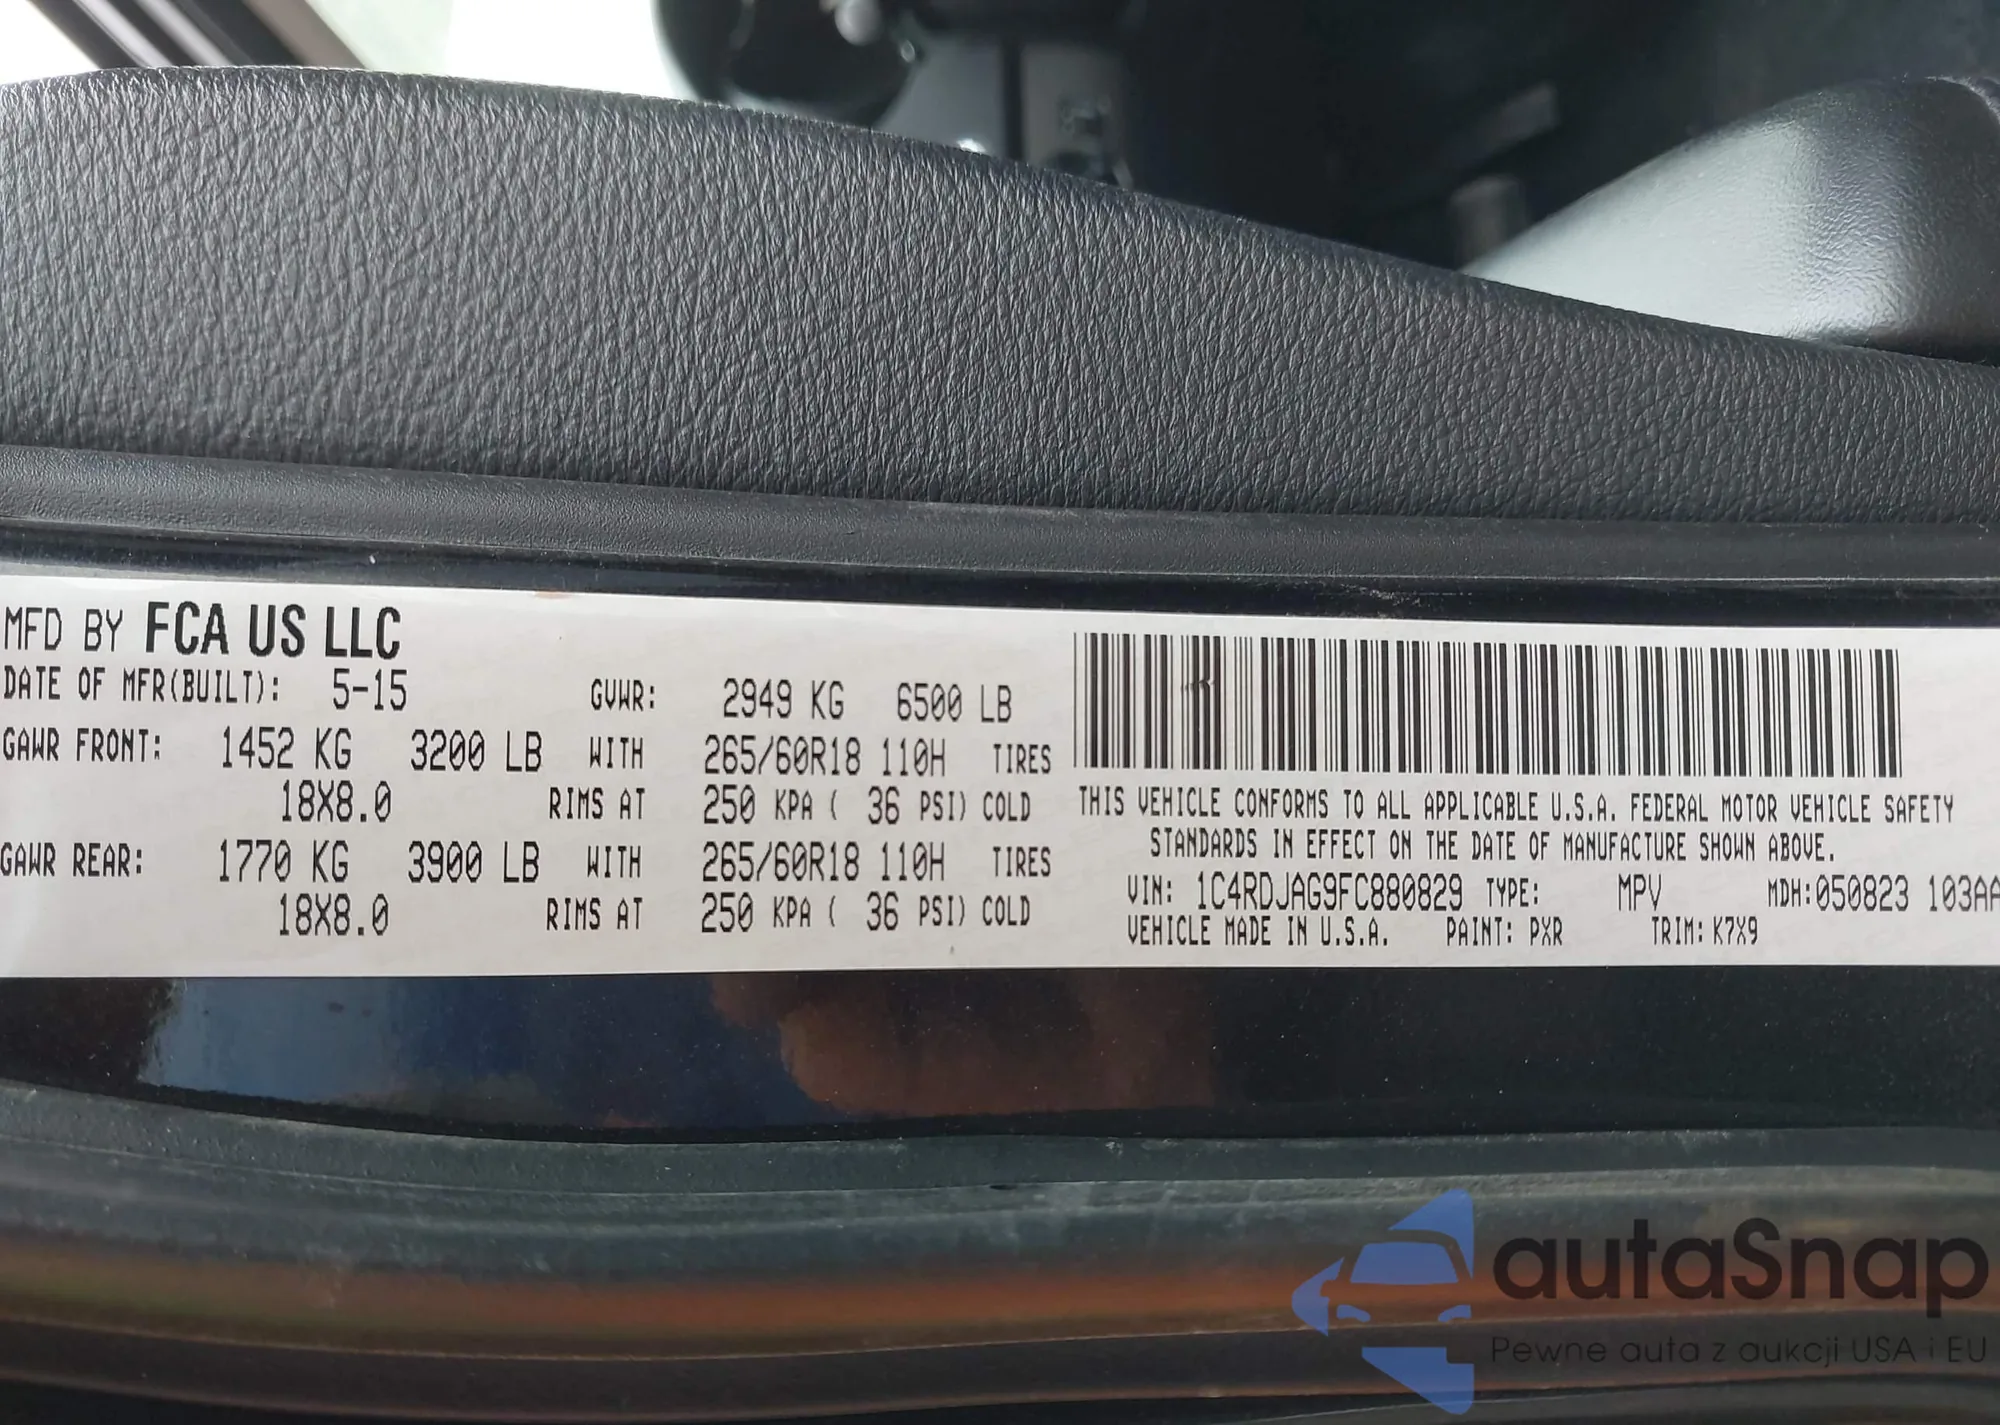 MFD BY FCA US LLC
DATE OF MFR(BUILT): 5-15 GVWR: 2949 KG 6500 LB
GAWR FRONT: 1452 KG 3200 LB WITH 265/60R18 110H TIRES
18X8.0 RIMS AT 250 KPA ( 36 PSI) COLD
GAWR REAR: 1770 KG 3900 LB WITH 265/60R18 110H TIRES
18X8.0 RIMS AT 250 KPA ( 36 PSI) COLD
THIS VEHICLE CONFORMS TO ALL APPLICABLE U.S.A. FEDERAL MOTOR VEHICLE SAFETY
STANDARDS IN EFFECT ON THE DATE OF MANUFACTURE SHOWN ABOVE.
VIN: 1C4RDJAG9FC880829 TYPE: MPV MDH:050823 103AA
VEHICLE MADE IN U.S.A. PAINT: PXR TRIM: K7X9
autaSnap
Pewne auta z aukcji USA i EU